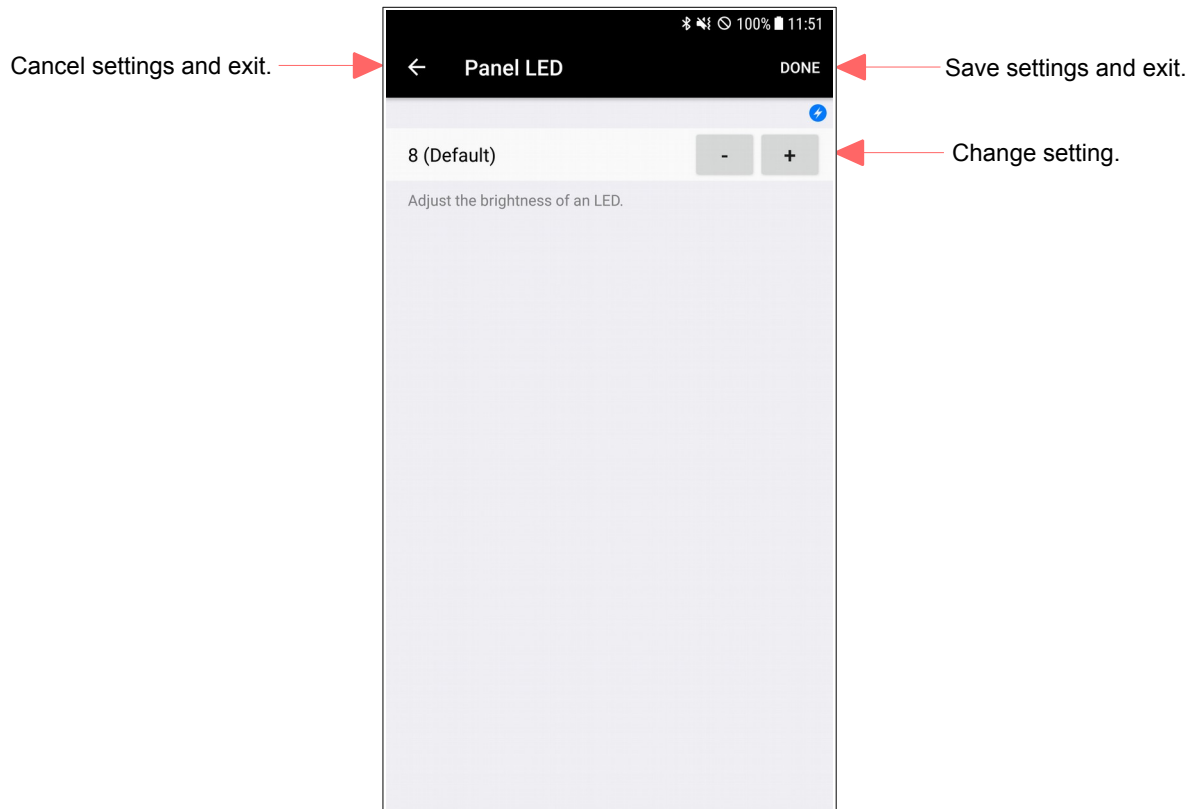 100% 11:51
Cancel settings and exit.
Panel LED
DONE
Save settings and exit.
8 (Default)
-
+
Change setting.
Adjust the brightness of an LED.